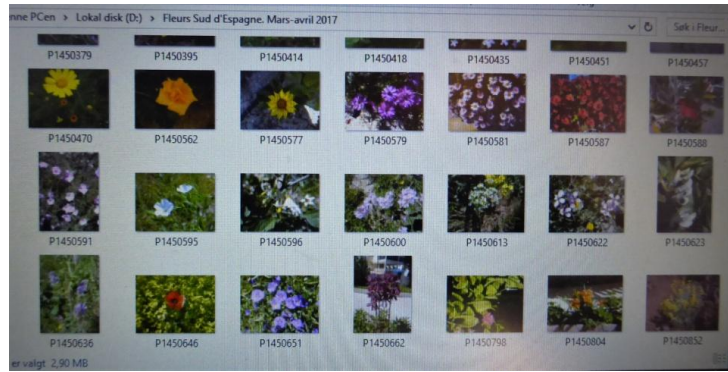 nne PCen > Lokal disk (D:) > Fleurs Sud d'Espagne. Mars-avril 2017
Søk i Fleur...
P1450379 P1450395 P1450414 P1450418 P1450435 P1450451 P1450457
P1450470 P1450562 P1450577 P1450579 P1450581 P1450587 P1450588
P1450591 P1450595 P1450596 P1450600 P1450613 P1450622 P1450623
P1450636 P1450646 P1450651 P1450662 P1450798 P1450804 P1450852
er valgt 2,90 MB